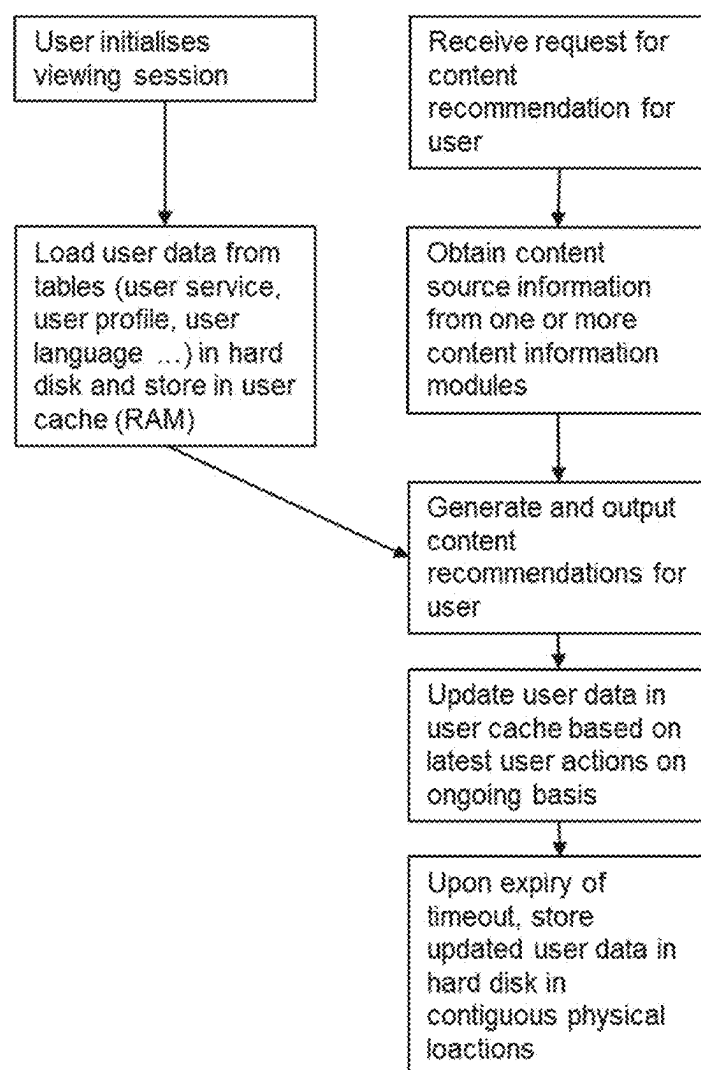 User initialises
viewing session
Load user data from
tables (user service,
user profile, user
language ...) in hard
disk and store in user
cache (RAM)
Receive request for
content
recommendation for
user
Obtain content
source information
from one or more
content information
modules
Generate and output
content
recommendations for
user
Update user data in
user cache based on
latest user actions on
ongoing basis
Upon expiry of
timeout, store
updated user data in
hard disk in
contiguous physical
loactions